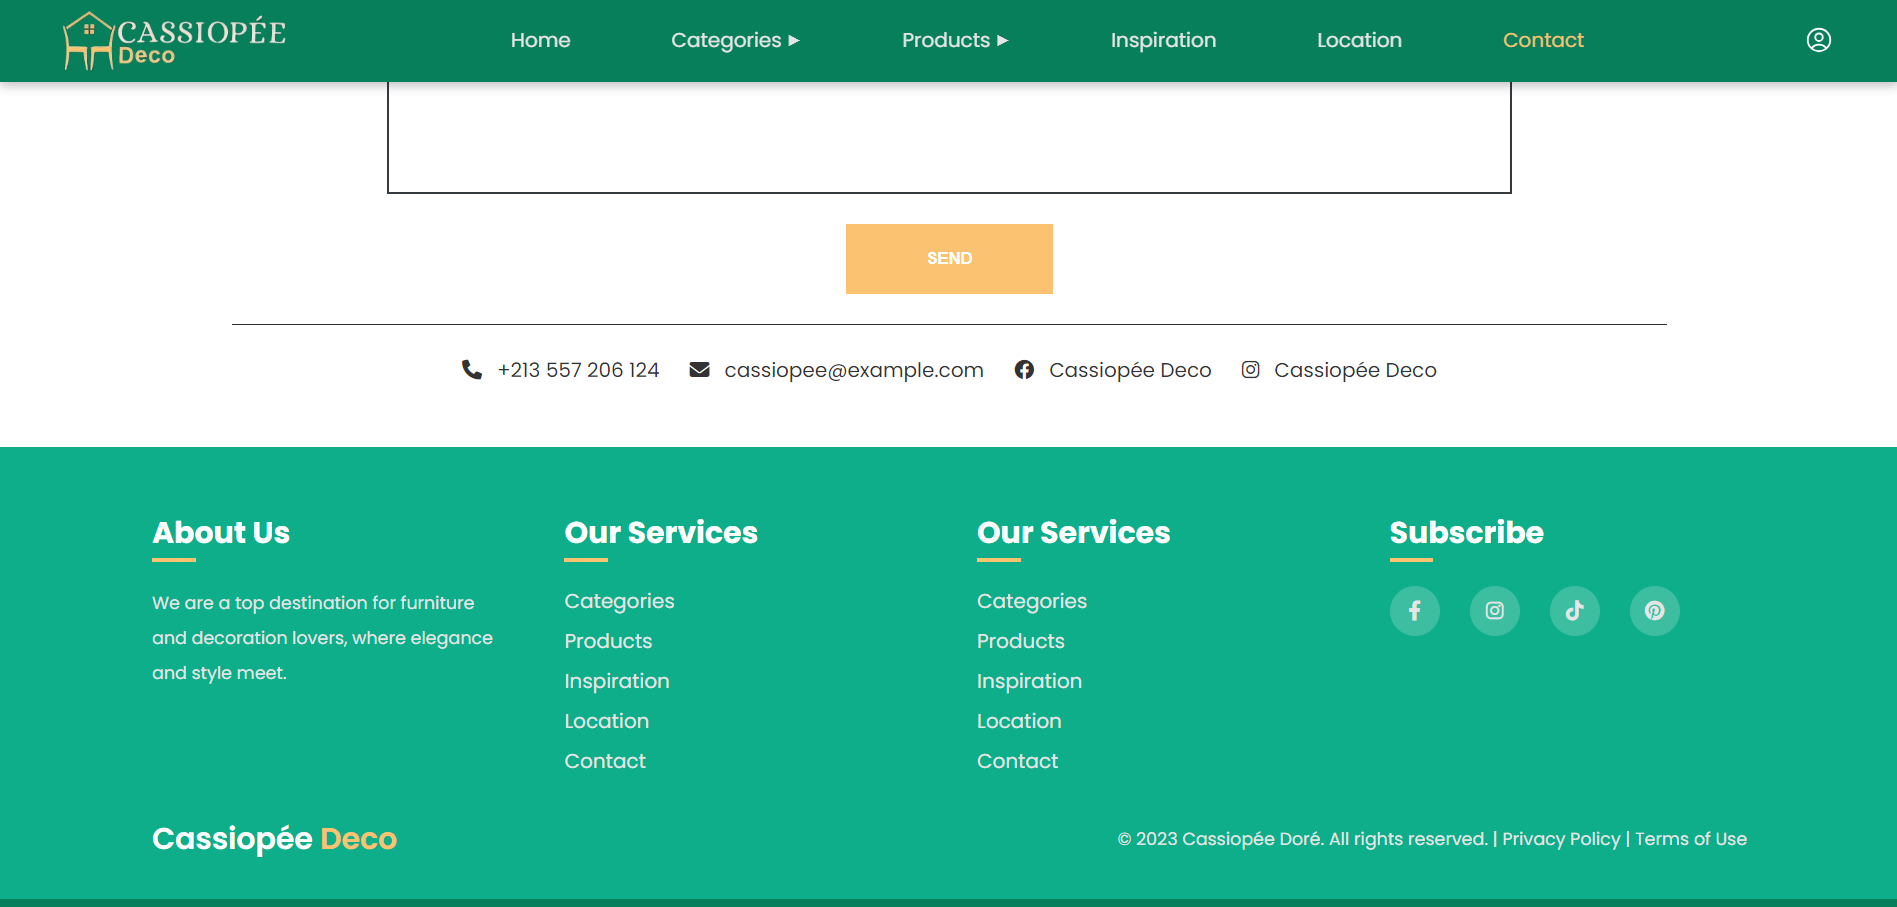 CASSIOPÉE
Deco
Home
Categories ▶
Products ▶
Inspiration
Location
Contact
SEND
+213 557 206 124
cassiopee@example.com
Cassiopée Deco
Cassiopée Deco
About Us
We are a top destination for furniture
and decoration lovers, where elegance
and style meet.
Our Services
Categories
Products
Inspiration
Location
Contact
Our Services
Categories
Products
Inspiration
Location
Contact
Subscribe
Cassiopée Deco
© 2023 Cassiopée Doré. All rights reserved. | Privacy Policy | Terms of Use